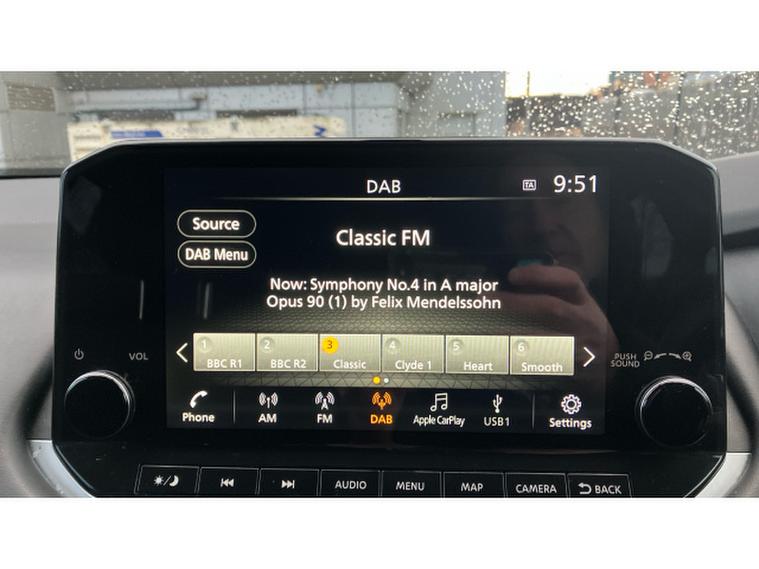 DAB
TA
9:51
Source
Classic FM
DAB Menu
Now: Symphony No.4 in A major
Opus 90 (1) by Felix Mendelssohn
1 2 3 4 5 6
BBC R1 BBC R2 Classic Clyde 1 Heart Smooth
VOL
PUSH
SOUND
Phone AM FM DAB Apple CarPlay USB1 Settings
AUDIO MENU MAP CAMERA BACK